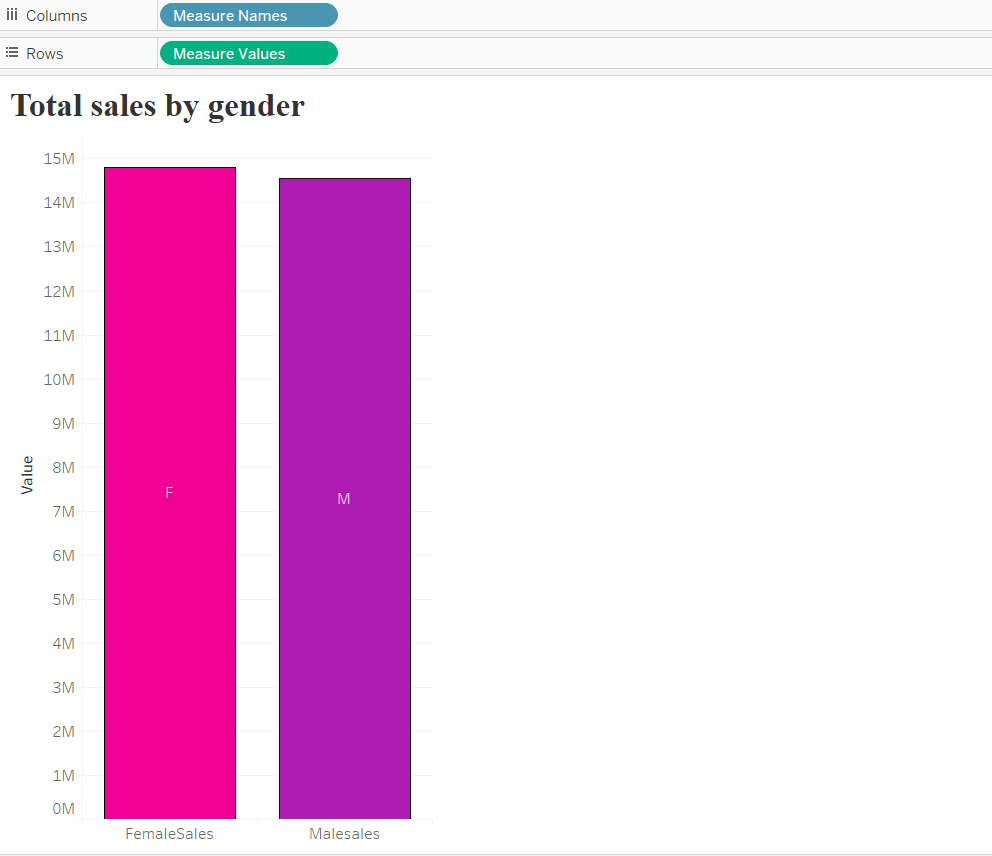 Columns
Measure Names
Rows
Measure Values
Total sales by gender
15M
14M
13M
12M
11M
10M
9M
8M
7M
6M
5M
4M
3M
2M
1M
0M
Value
F
M
FemaleSales
Malesales